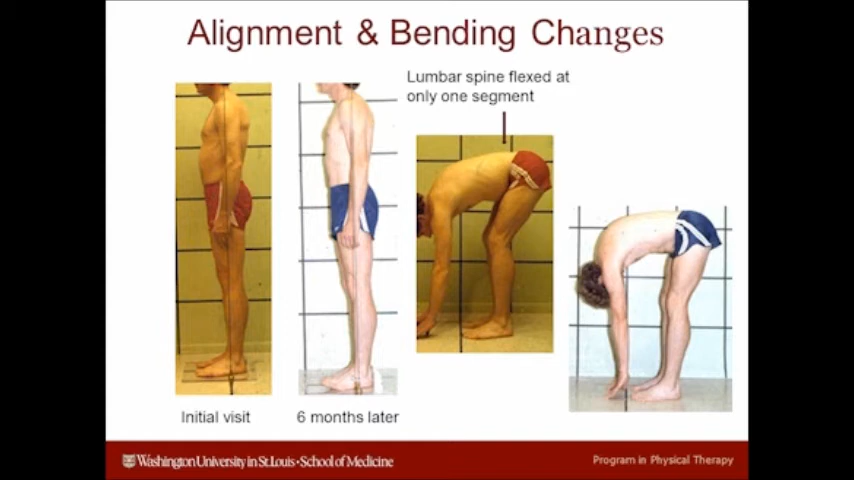 Alignment & Bending Changes
Lumbar spine flexed at
only one segment
Initial visit
6 months later
Washington University in St. Louis • School of Medicine
Program in Physical Therapy